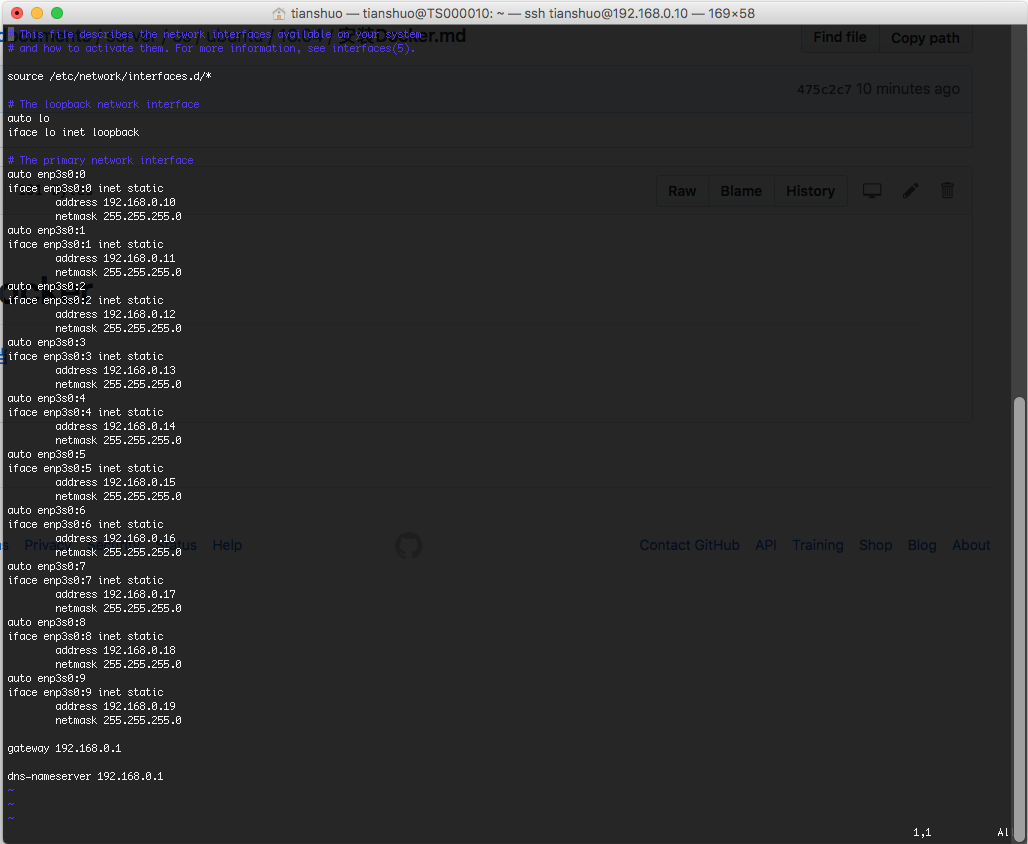 tianshuo — tianshuo@TS000010: ~ — ssh tianshuo@192.168.0.10 — 169×58
# This file describes the network interfaces available on your system
# and how to activate them. For more information, see interfaces(5).
source /etc/network/interfaces.d/*
# The loopback network interface
auto lo
iface lo inet loopback
# The primary network interface
auto enp3s0:0
iface enp3s0:0 inet static
address 192.168.0.10
netmask 255.255.255.0
auto enp3s0:1
iface enp3s0:1 inet static
address 192.168.0.11
netmask 255.255.255.0
auto enp3s0:2
iface enp3s0:2 inet static
address 192.168.0.12
netmask 255.255.255.0
auto enp3s0:3
iface enp3s0:3 inet static
address 192.168.0.13
netmask 255.255.255.0
auto enp3s0:4
iface enp3s0:4 inet static
address 192.168.0.14
netmask 255.255.255.0
auto enp3s0:5
iface enp3s0:5 inet static
address 192.168.0.15
netmask 255.255.255.0
auto enp3s0:6
iface enp3s0:6 inet static
address 192.168.0.16
netmask 255.255.255.0
auto enp3s0:7
iface enp3s0:7 inet static
address 192.168.0.17
netmask 255.255.255.0
auto enp3s0:8
iface enp3s0:8 inet static
address 192.168.0.18
netmask 255.255.255.0
auto enp3s0:9
iface enp3s0:9 inet static
address 192.168.0.19
netmask 255.255.255.0
gateway 192.168.0.1
dns-nameserver 192.168.0.1
~
~
~
1,1 Al
Find file Copy path
475c2c7 10 minutes ago
Raw Blame History
Help
Contact GitHub API Training Shop Blog About